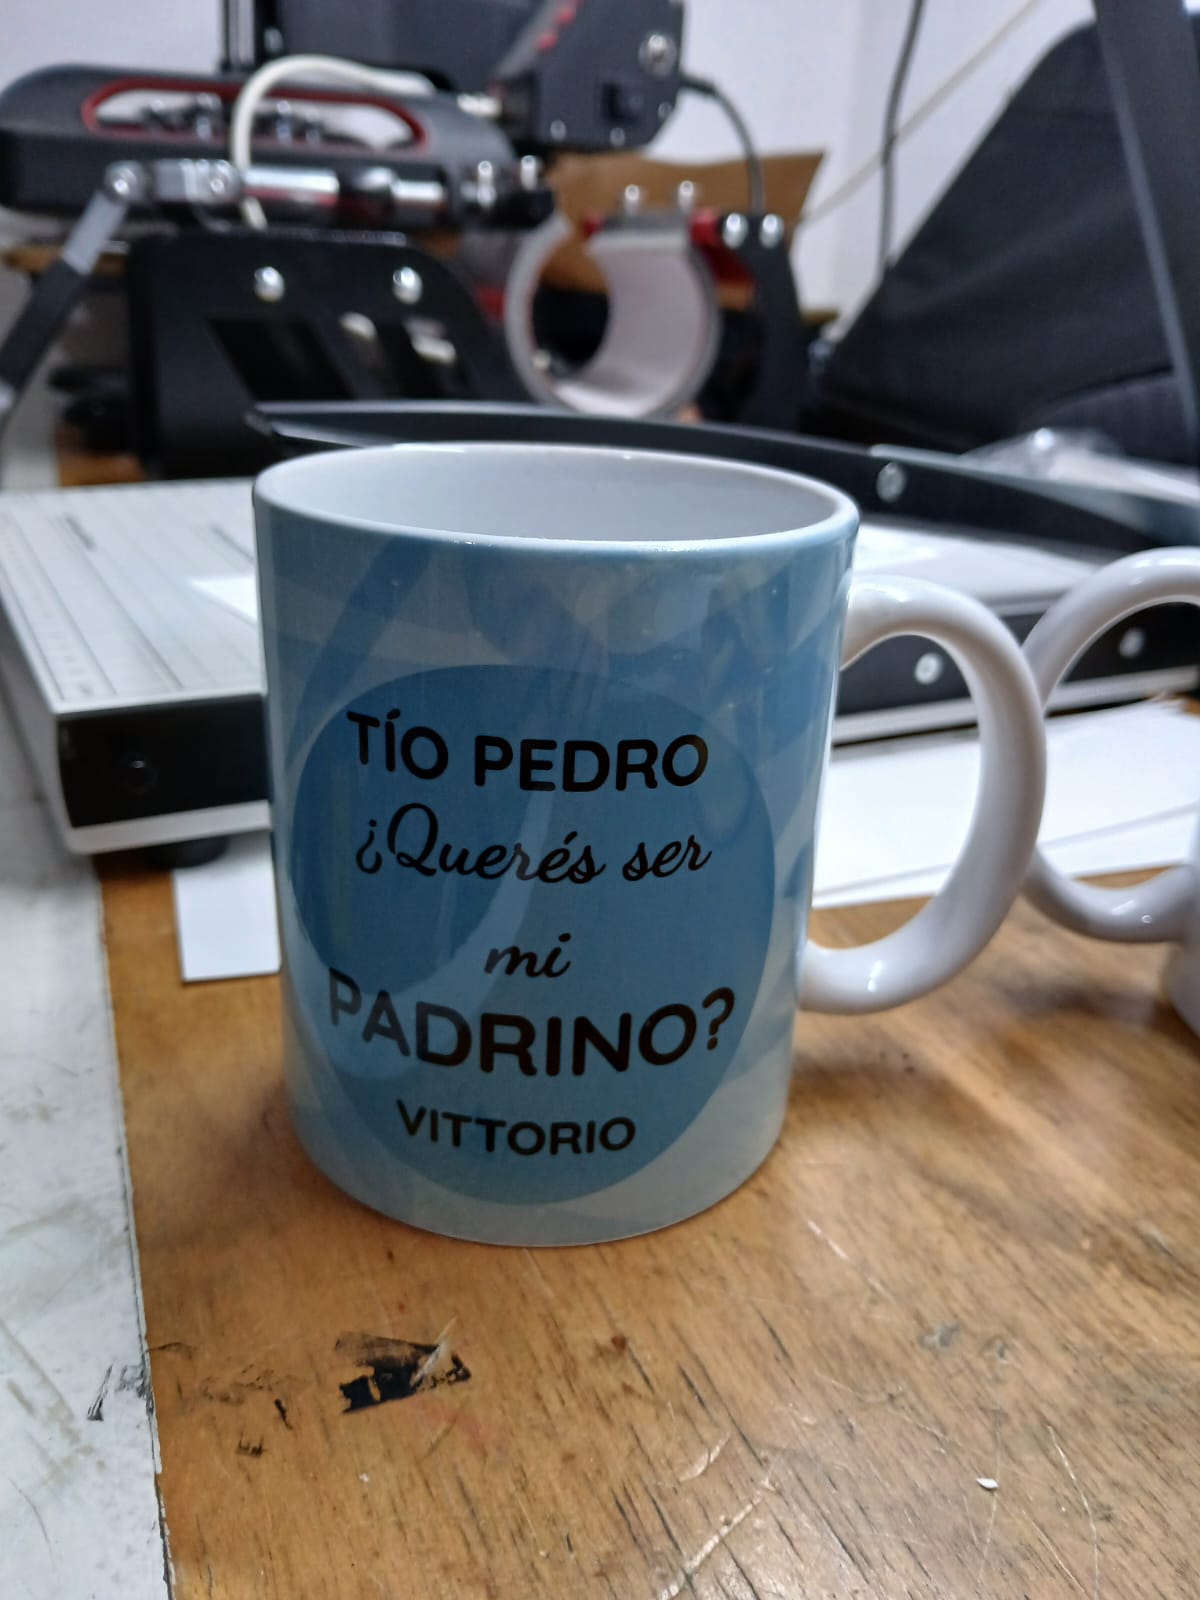 TÍO PEDRO
¿Querés ser
mi
PADRINO?
VITTORIO